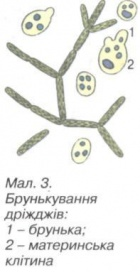 1
2
Мал. 3.
Брунькування
дріжджів:
1 – брунька;
2 – материнська
клітина